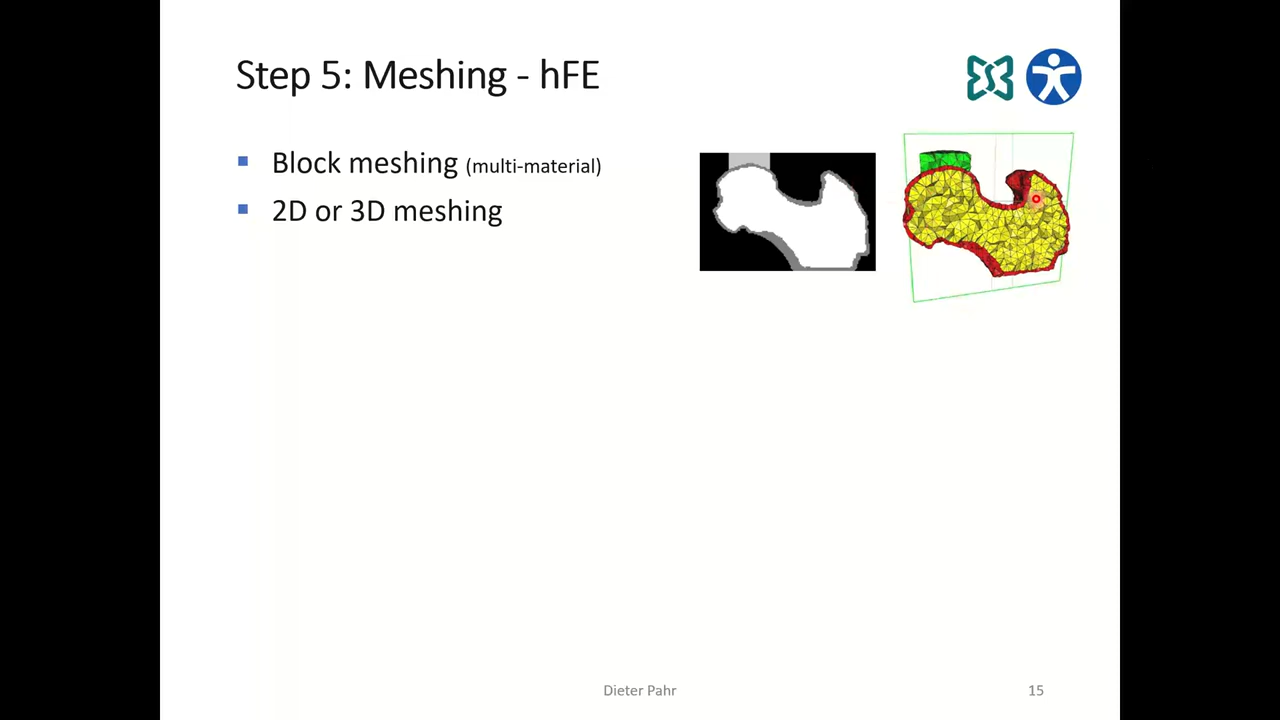 Step 5: Meshing - hFE
Block meshing (multi-material)
2D or 3D meshing
Dieter Pahr
15